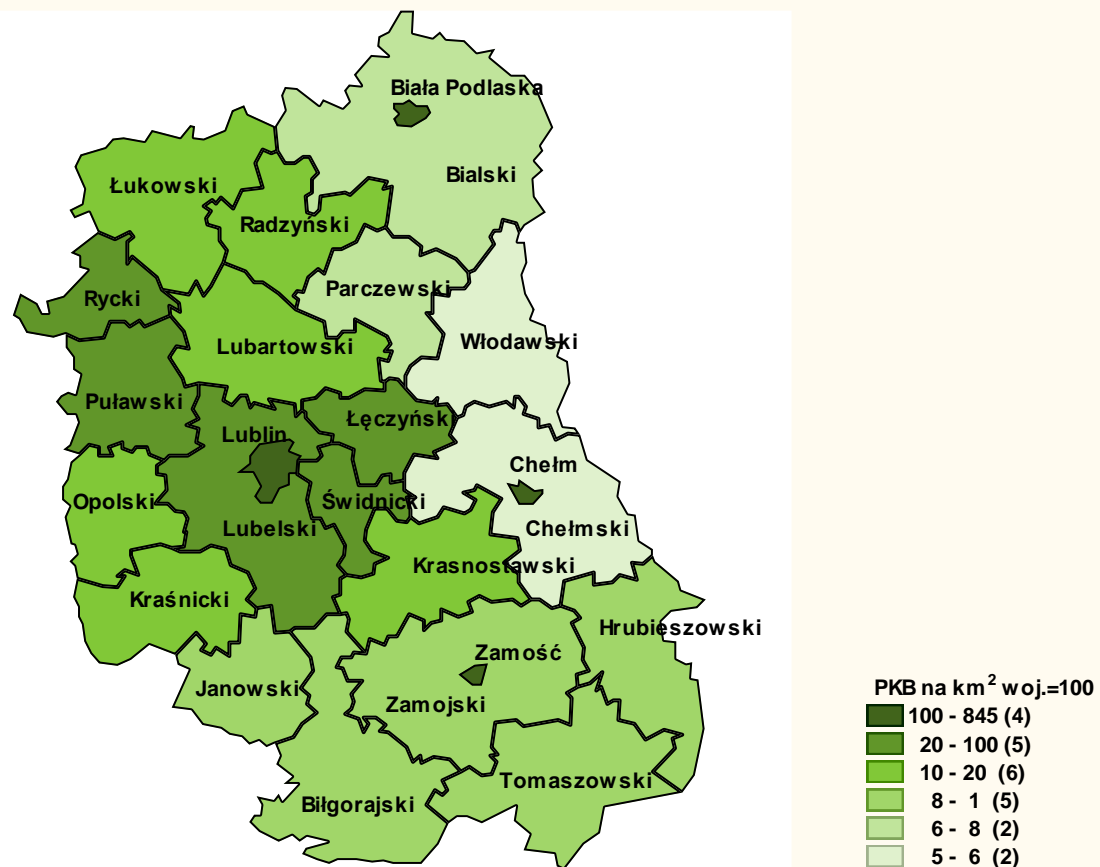 Biała Podlaska
Bialski
Łukowski
Radzyński
Parczewski
Rycki
Lubartowski
Włodawski
Puławski
Łęczyński
Lublin
Chełm
Opolski
Świdnicki
Lubelski
Chełmski
Krasnostawski
Kraśnicki
Hrubieszowski
Zamość
Janowski
Zamojski
Tomaszowski
Biłgorajski
PKB na km² woj.=100
100 - 845 (4)
20 - 100 (5)
10 - 20 (6)
8 - 1 (5)
6 - 8 (2)
5 - 6 (2)